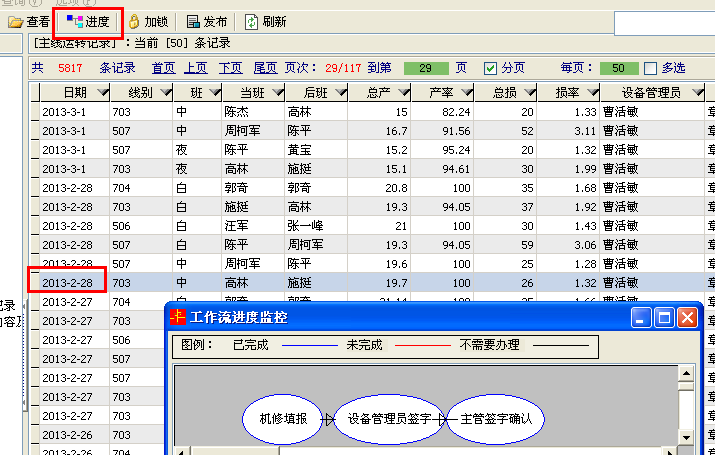 查看 进度 加锁 发布 刷新
[主线运转记录]：当前 [50] 条记录
共 5817 条记录 首页 上页 下页 尾页 页次：29/117 到第 29 页 分页 每页：50 多选
日期 线别 班 当班 后班 总产 产率 总损 损率 设备管理员
2013-3-1 703 中 陈杰 高林 15 82.24 20 1.33 曹活敏
2013-3-1 507 中 周柯军 陈平 16.7 91.56 52 3.11 曹活敏
2013-3-1 507 夜 陈平 黄宝 15.2 95.24 20 1.32 曹活敏
2013-3-1 703 夜 高林 施挺 15.1 94.61 30 1.99 曹活敏
2013-2-28 704 白 郭奇 郭奇 20.8 100 35 1.68 曹活敏
2013-2-28 703 白 施挺 高林 19.3 94.05 37 1.92 曹活敏
2013-2-28 506 白 汪军 张一峰 21 100 30 1.43 曹活敏
2013-2-28 507 白 陈平 周柯军 19.3 94.05 59 3.06 曹活敏
2013-2-28 507 中 周柯军 陈平 19.6 100 25 1.28 曹活敏
2013-2-28 703 中 高林 施挺 19.7 100 26 1.32 曹活敏
记录
内容及
2013-2-27 704
2013-2-27 703
2013-2-27 506
2013-2-27 507
2013-2-27 507
2013-2-27 703
2013-2-27 703
2013-2-26 703
2013-2-26 704
工作流进度监控
图例： 已完成 未完成 不需要办理
机修填报 设备管理员签字 主管签字确认